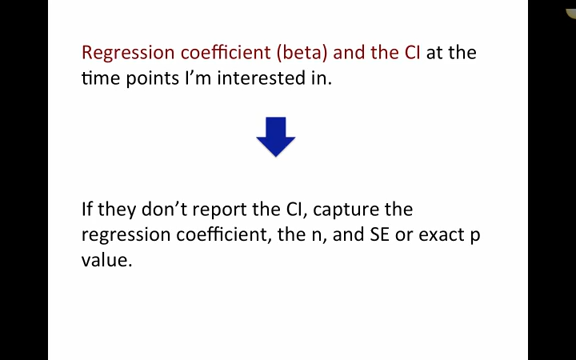 Regression coefficient (beta) and the CI at the
time points I’m interested in.
If they don’t report the CI, capture the
regression coefficient, the n, and SE or exact p
value.